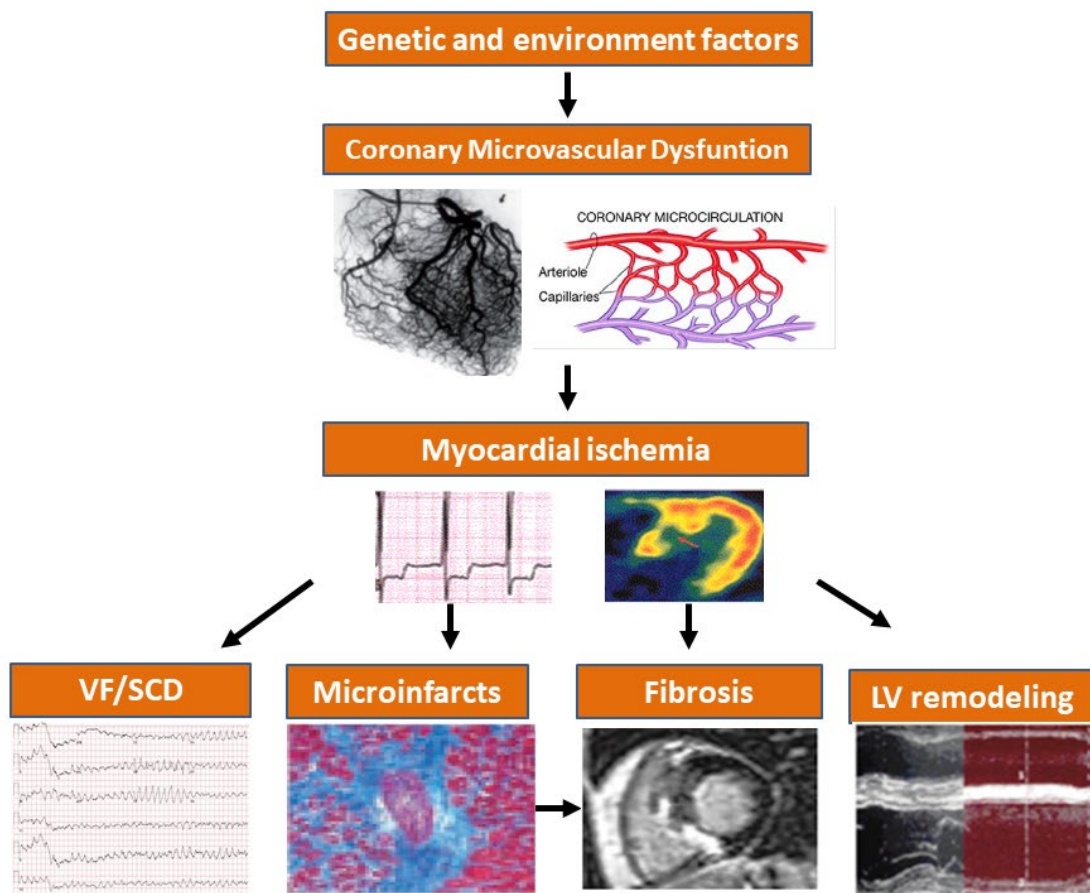 Genetic and environment factors
Coronary Microvascular Dysfuntion
CORONARY MICROCIRCULATION
Arteriole
Capillaries
Myocardial ischemia
VF/SCD
Microinfarcts
Fibrosis
LV remodeling